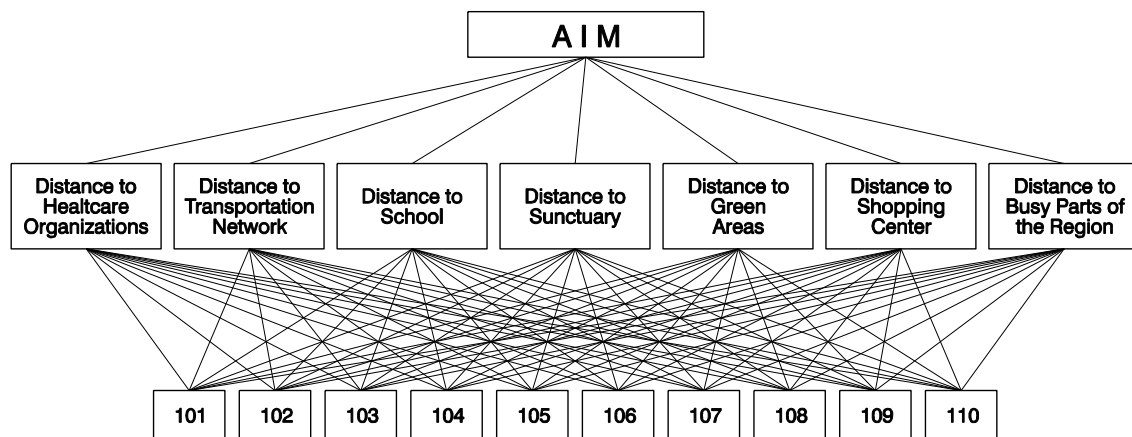 A I M
Distance to
Healtcare
Organizations
Distance to
Transportation
Network
Distance to
School
Distance to
Sunctuary
Distance to
Green
Areas
Distance to
Shopping
Center
Distance to
Busy Parts of
the Region
101
102
103
104
105
106
107
108
109
110